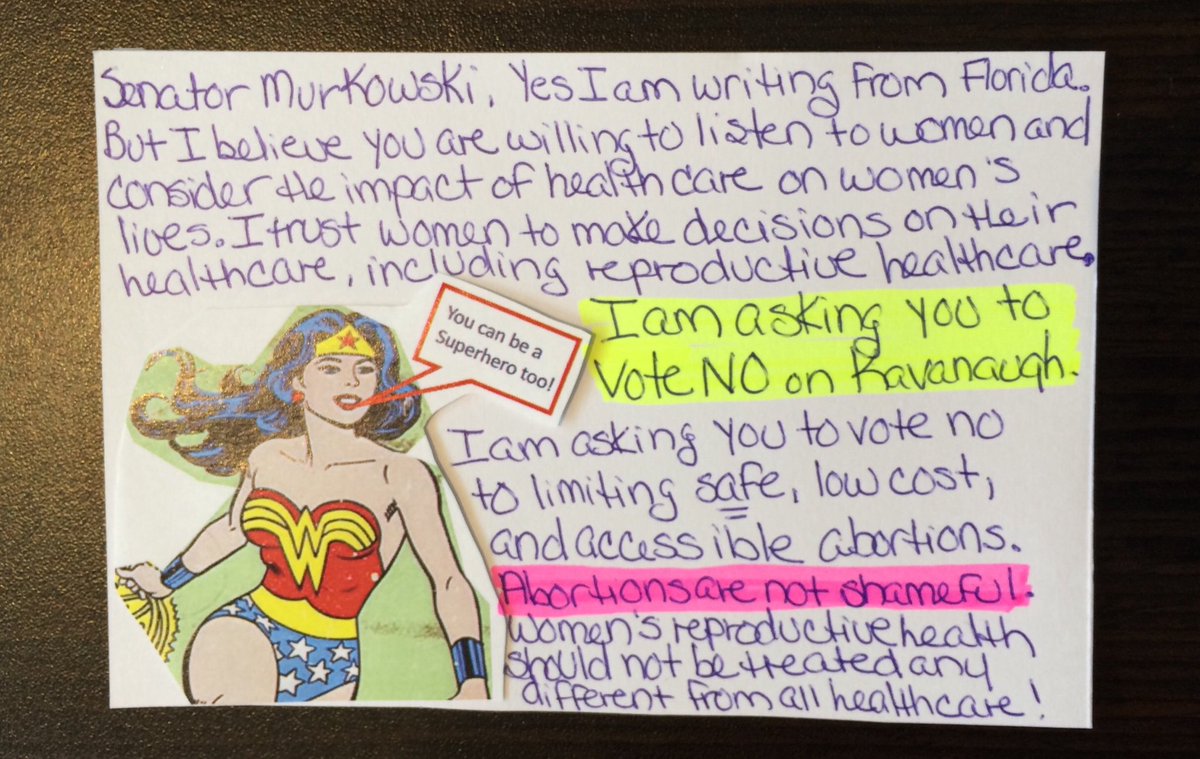 Senator Murkowski, Yes I am writing from Florida.
But I believe you are willing to listen to women and
consider the impact of health care on women's
lives. I trust women to make decisions on their
healthcare, including reproductive healthcare.
You can be a
Superhero too!
I am asking you to
Vote NO on Kavanaugh.
I am asking you to vote no
to limiting safe, low cost,
and accessible abortions.
Abortions are not shameful.
Women's reproductive health
should not be treated any
different from all healthcare!